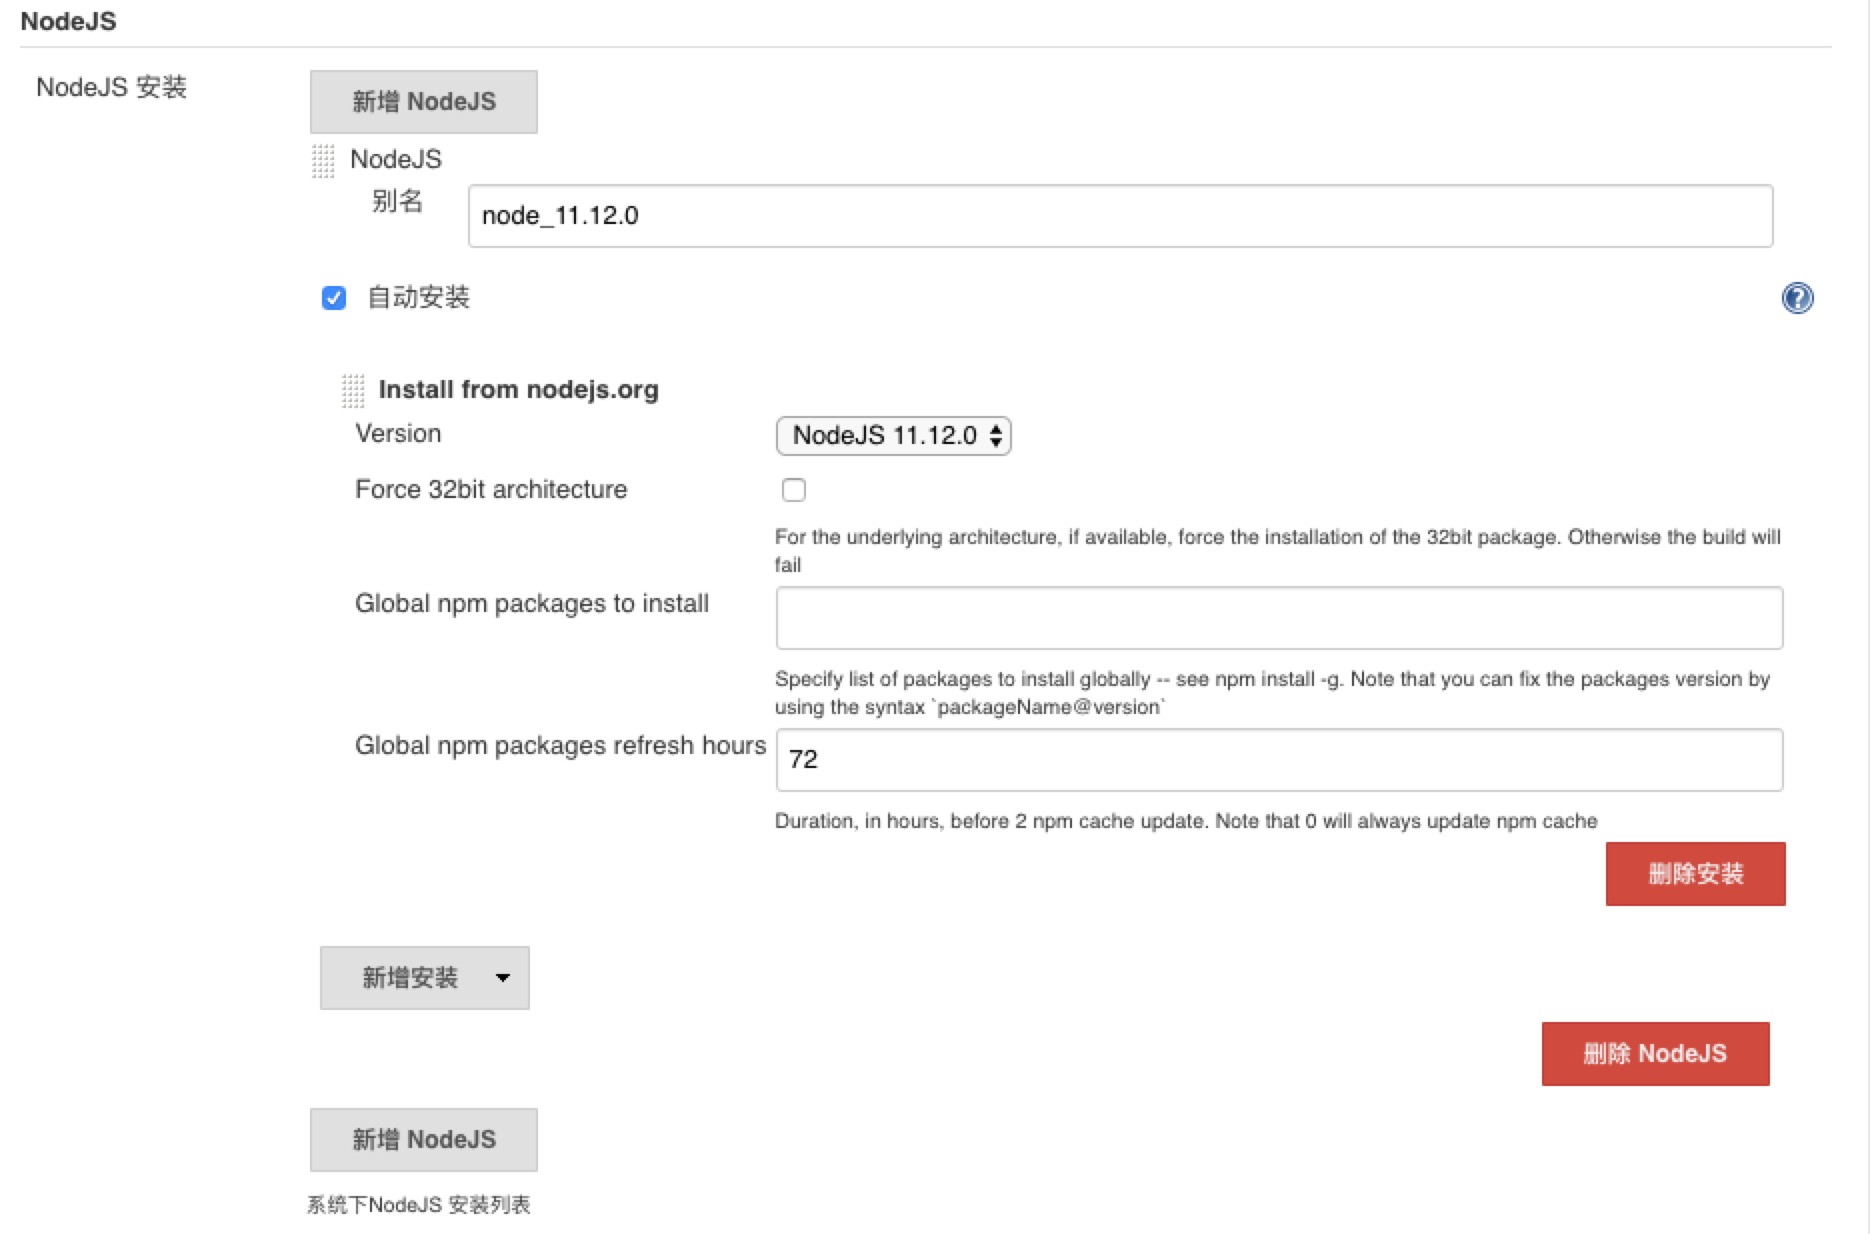 NodeJS
NodeJS 安装
新增 NodeJS
NodeJS
别名
node_11.12.0
自动安装
?
Install from nodejs.org
Version
NodeJS 11.12.0
Force 32bit architecture
For the underlying architecture, if available, force the installation of the 32bit package. Otherwise the build will
fail
Global npm packages to install
Specify list of packages to install globally -- see npm install -g. Note that you can fix the packages version by
using the syntax `packageName@version`
Global npm packages refresh hours
72
Duration, in hours, before 2 npm cache update. Note that 0 will always update npm cache
删除安装
新增安装
删除 NodeJS
新增 NodeJS
系统下NodeJS 安装列表